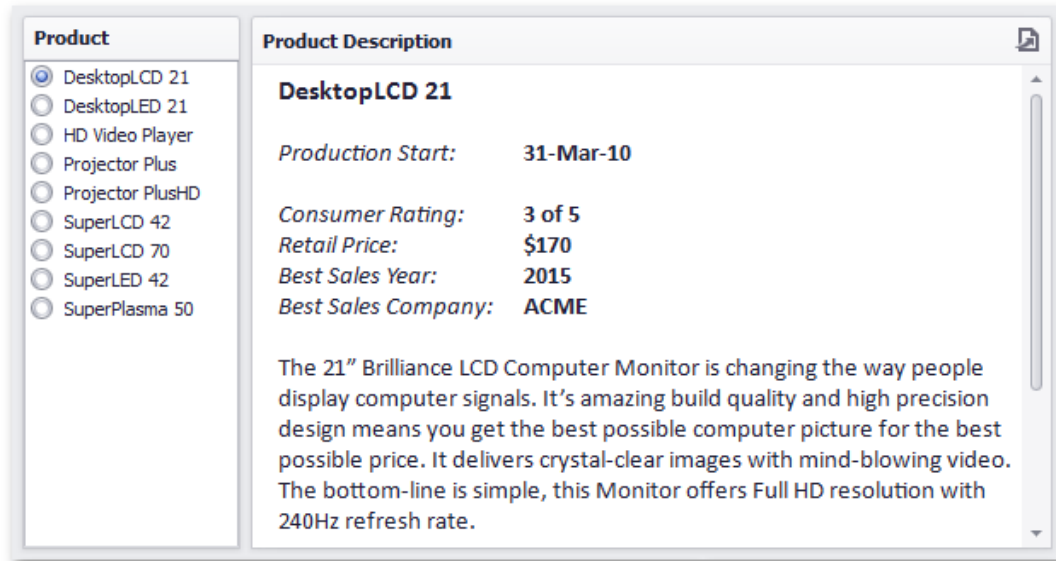 Product
DesktopLCD 21
DesktopLED 21
HD Video Player
Projector Plus
Projector PlusHD
SuperLCD 42
SuperLCD 70
SuperLED 42
SuperPlasma 50
Product Description
DesktopLCD 21
Production Start: 31-Mar-10
Consumer Rating: 3 of 5
Retail Price: $170
Best Sales Year: 2015
Best Sales Company: ACME
The 21” Brilliance LCD Computer Monitor is changing the way people
display computer signals. It’s amazing build quality and high precision
design means you get the best possible computer picture for the best
possible price. It delivers crystal-clear images with mind-blowing video.
The bottom-line is simple, this Monitor offers Full HD resolution with
240Hz refresh rate.